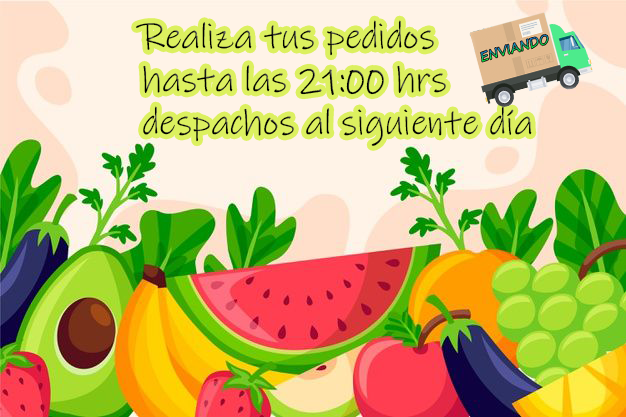 Realiza tus pedidos
hasta las 21:00 hrs
despachos al siguiente día
ENVIANDO